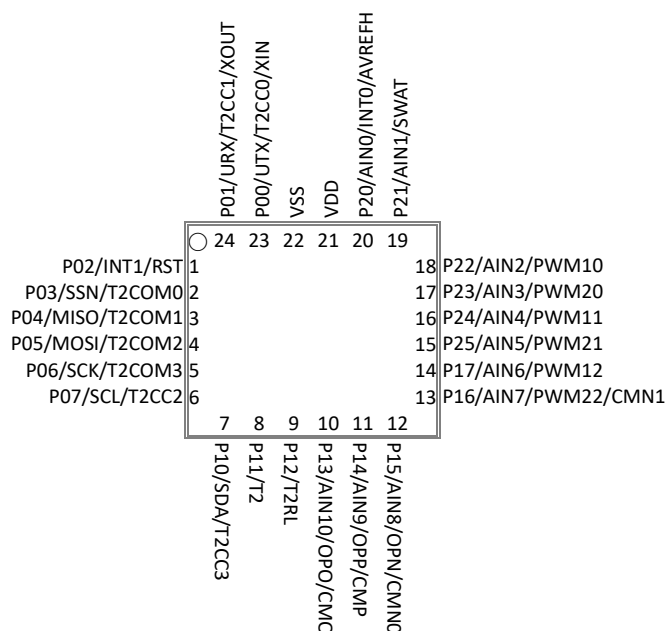 P01/URX/T2CC1/XOUT
P00/UTX/T2CC0/XIN
VSS
VDD
P20/AIN0/INT0/AVREFH
P21/AIN1/SWAT
24 23 22 21 20 19
P02/INT1/RST 1
P03/SSN/T2COM0 2
P04/MISO/T2COM1 3
P05/MOSI/T2COM2 4
P06/SCK/T2COM3 5
P07/SCL/T2CC2 6
18 P22/AIN2/PWM10
17 P23/AIN3/PWM20
16 P24/AIN4/PWM11
15 P25/AIN5/PWM21
14 P17/AIN6/PWM12
13 P16/AIN7/PWM22/CMN1
7 8 9 10 11 12
P10/SDA/T2CC3
P11/T2
P12/T2RL
P13/AIN10/OPO/CMO
P14/AIN9/OPP/CMP
P15/AIN8/OPN/CMN0